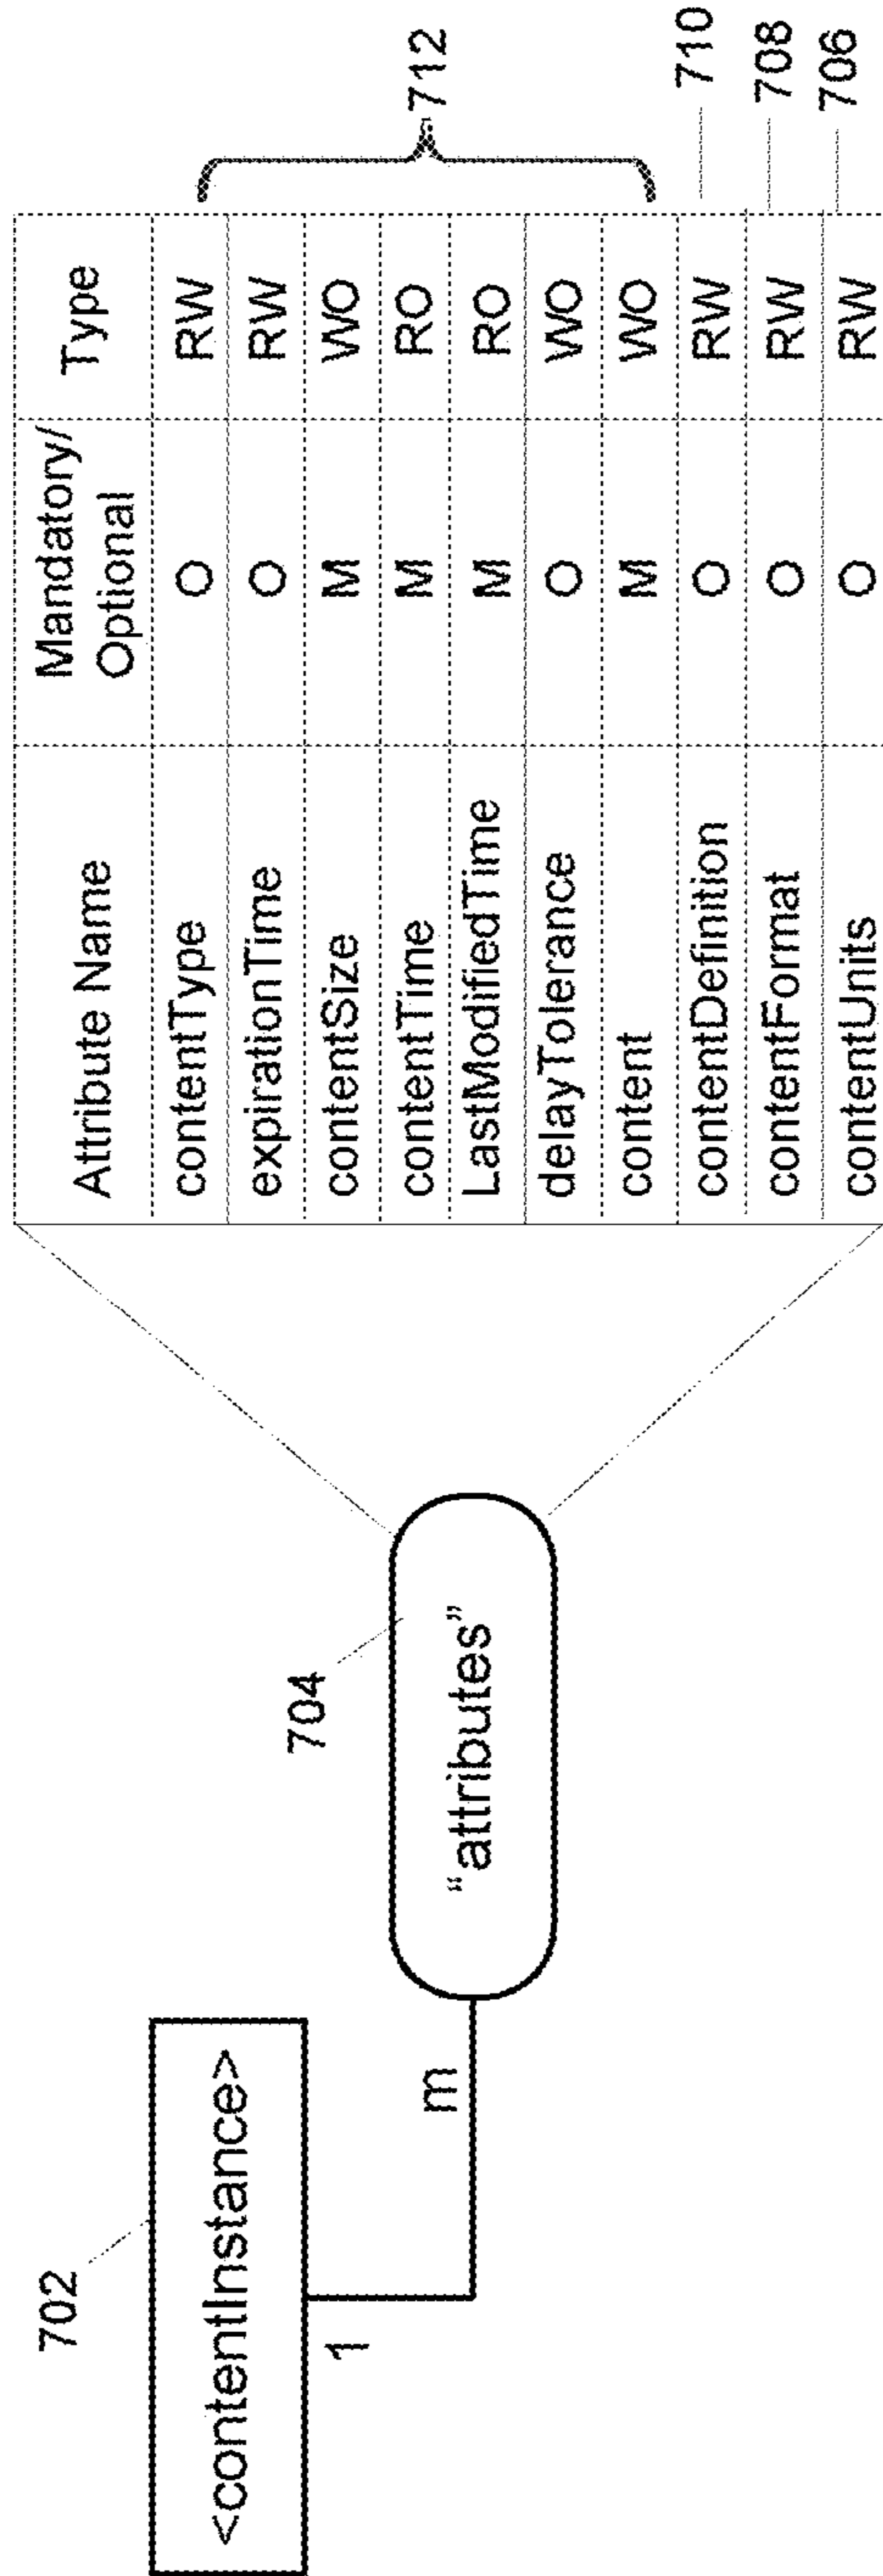 702
<contentInstance>
1
m
704
“attributes”
Attribute Name Mandatory/ Optional Type
contentType O RW
expirationTime O RW
contentSize M WO
contentTime M RO
LastModifiedTime M RO
delayTolerance O WO
content M WO
contentDefinition O RW
contentFormat O RW
contentUnits O RW
712
710
708
706